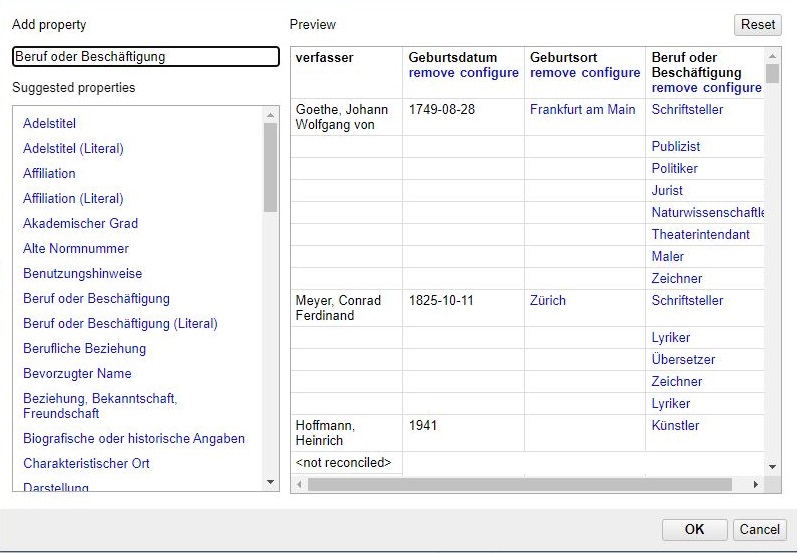 Add property
Beruf oder Beschäftigung
Suggested properties
Adelstitel
Adelstitel (Literal)
Affiliation
Affiliation (Literal)
Akademischer Grad
Alte Normnummer
Benutzungshinweise
Beruf oder Beschäftigung
Beruf oder Beschäftigung (Literal)
Berufliche Beziehung
Bevorzugter Name
Beziehung, Bekanntschaft,
Freundschaft
Biografische oder historische Angaben
Charakteristischer Ort
Darstellung
Preview
Reset
verfasser Geburtsdatum Geburtsort Beruf oder
Beschäftigung
remove configure remove configure remove configure
Goethe, Johann 1749-08-28 Frankfurt am Main Schriftsteller
Wolfgang von
Publizist
Politiker
Jurist
Naturwissenschaftle
Theaterintendant
Maler
Zeichner
Meyer, Conrad 1825-10-11 Zürich Schriftsteller
Ferdinand
Lyriker
Übersetzer
Zeichner
Lyriker
Hoffmann, 1941 Künstler
Heinrich
<not reconciled>
OK Cancel